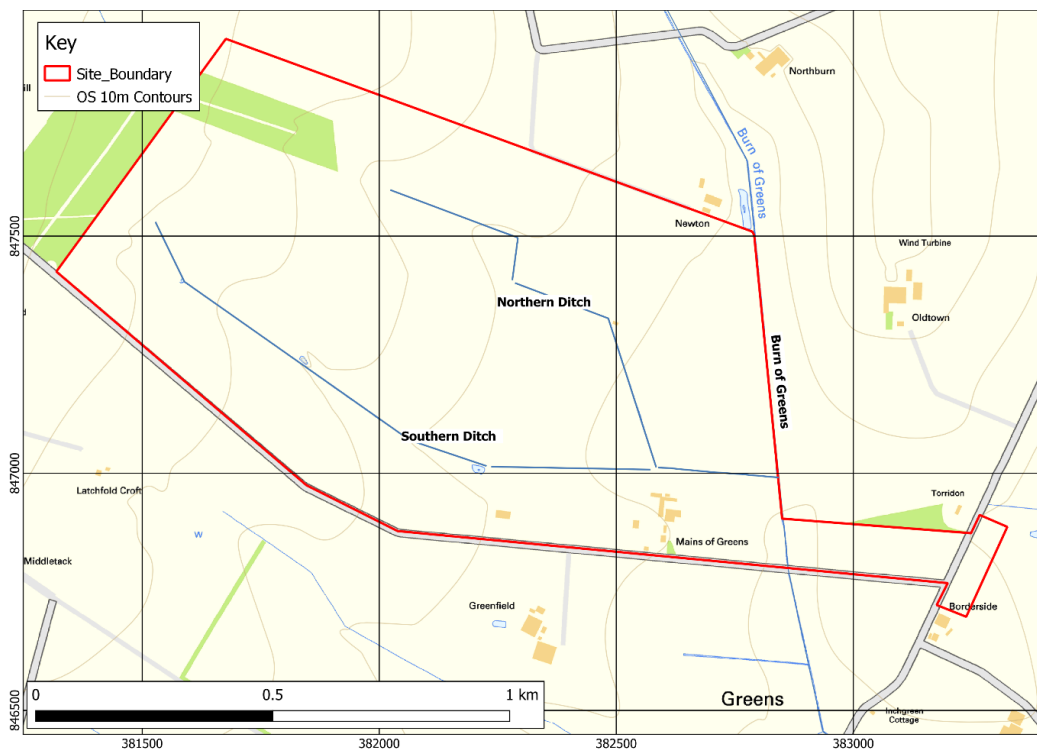 Key
Site_Boundary
OS 10m Contours
ill
Northburn
Burn of Greens
Newton
Wind Turbine
Oldtown
Northern Ditch
Burn of Greens
Southern Ditch
Latchfold Croft
Torridon
W
Mains of Greens
Middletack
Greenfield
Borderside
Greens
Inchgreen
Cottage
0 0.5 1 km
847500
847000
846500
381500 382000 382500 383000